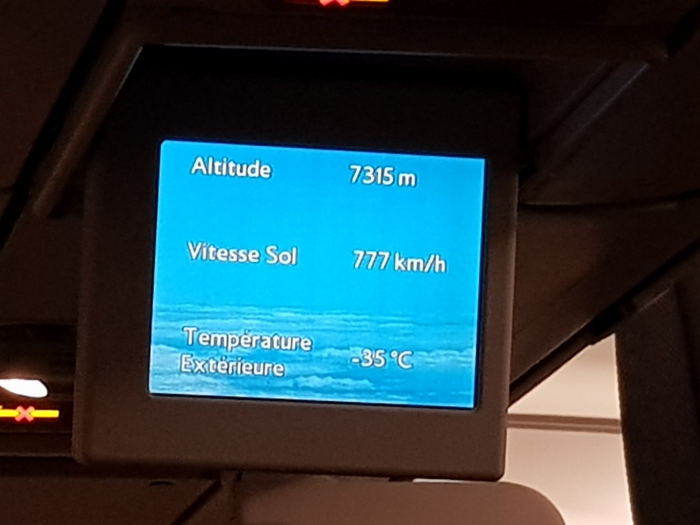 Altitude 7315 m
Vitesse Sol 777 km/h
Température
Extérieure -35 °C